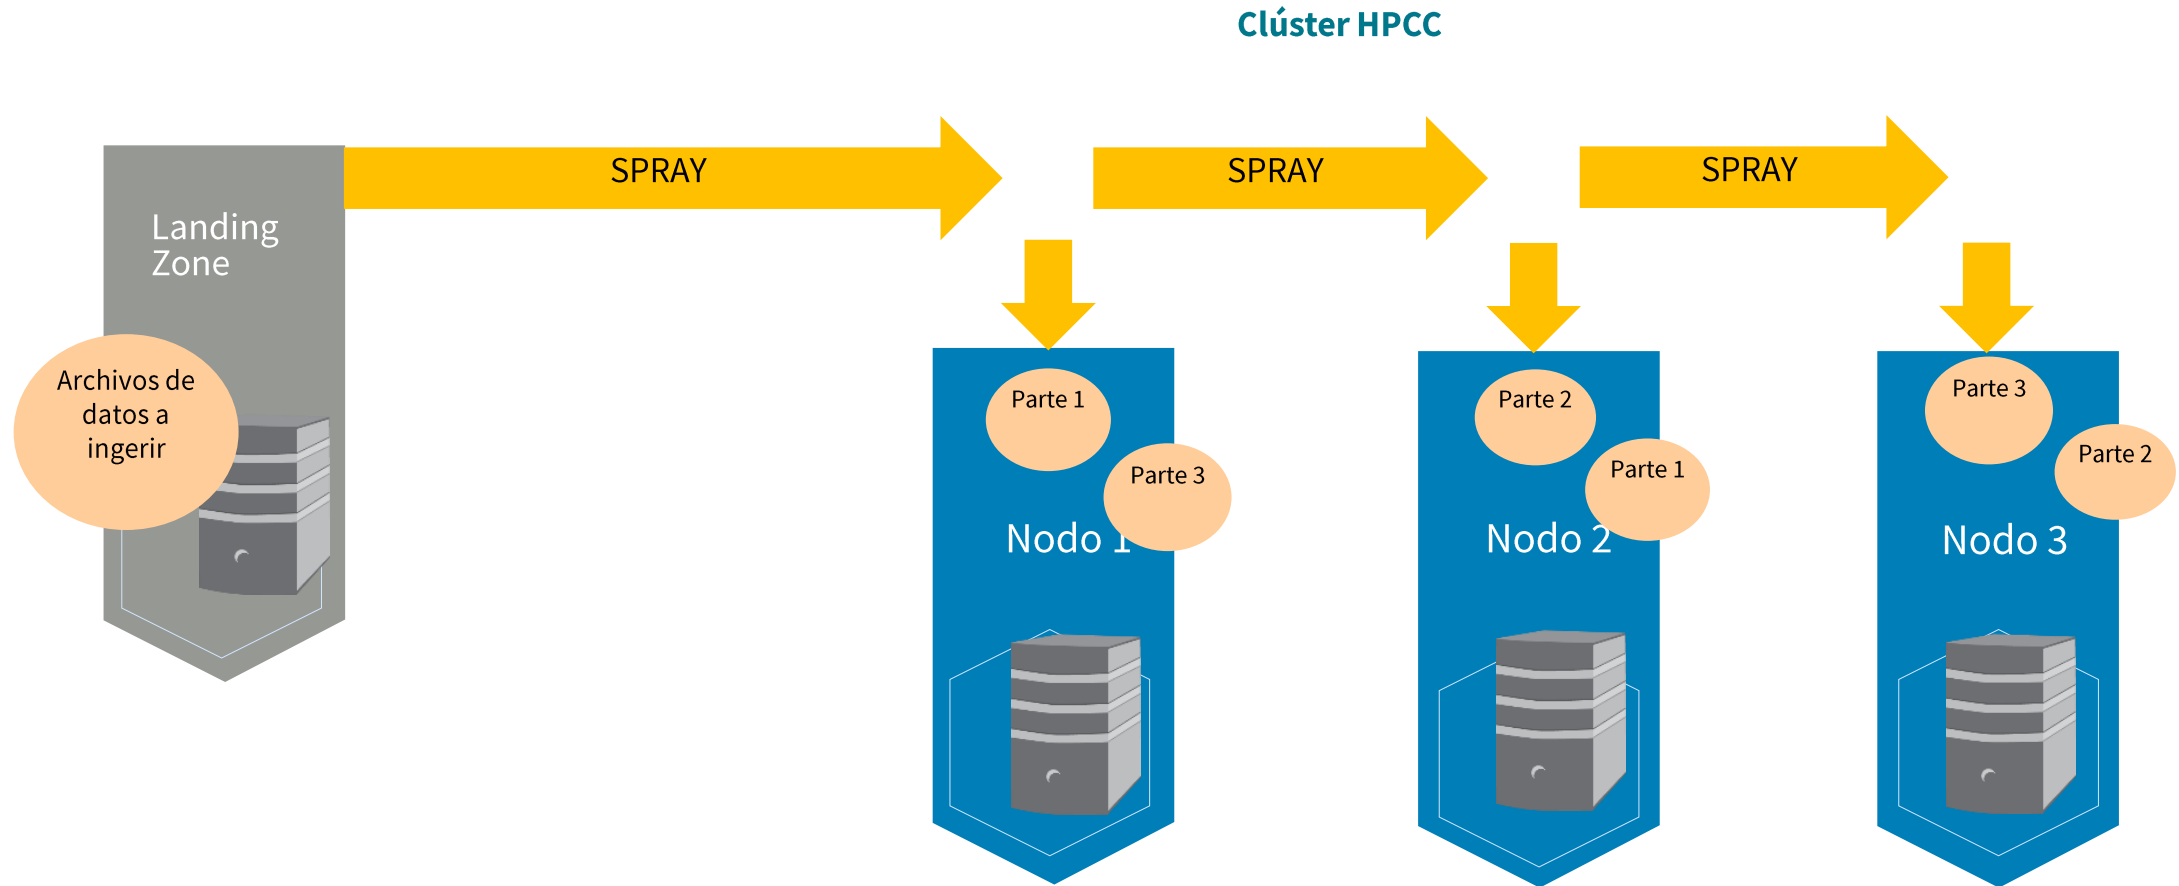 Clúster HPCC
SPRAY
SPRAY
SPRAY
Landing
Zone
Archivos de
datos a
ingerir
Parte 1
Parte 3
Nodo 1
Parte 2
Parte 1
Nodo 2
Parte 3
Parte 2
Nodo 3